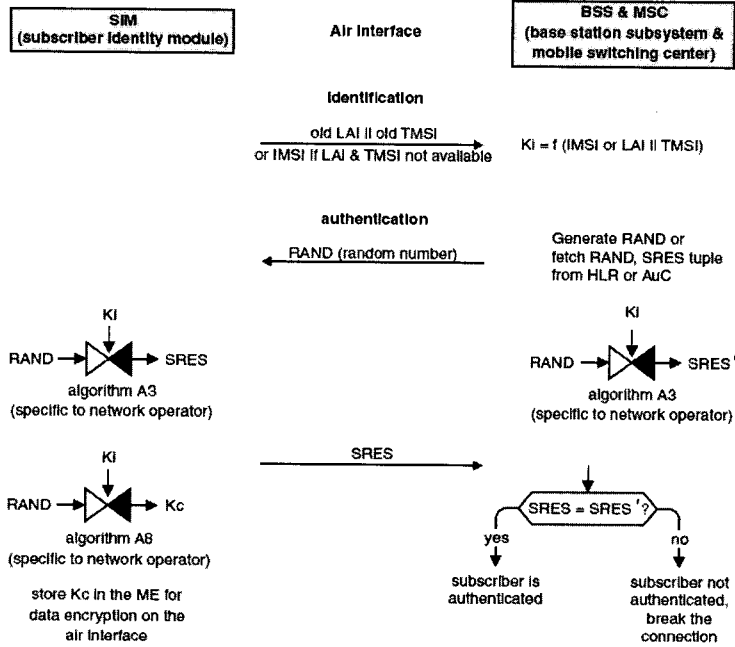 SIM
(subscriber identity module)
Air Interface
BSS & MSC
(base station subsystem &
mobile switching center)
identification
old LAI II old TMSI
or IMSI if LAI & TMSI not available
Ki = f (IMSI or LAI II TMSI)
authentication
RAND (random number)
Generate RAND or
fetch RAND, SRES tuple
from HLR or AuC
Ki
RAND
SRES
algorithm A3
(specific to network operator)
Ki
RAND
SRES'
algorithm A3
(specific to network operator)
SRES
Ki
RAND
Kc
algorithm A8
(specific to network operator)
store Kc in the ME for
data encryption on the
air interface
SRES = SRES'?
yes
no
subscriber is
authenticated
subscriber not
authenticated,
break the
connection